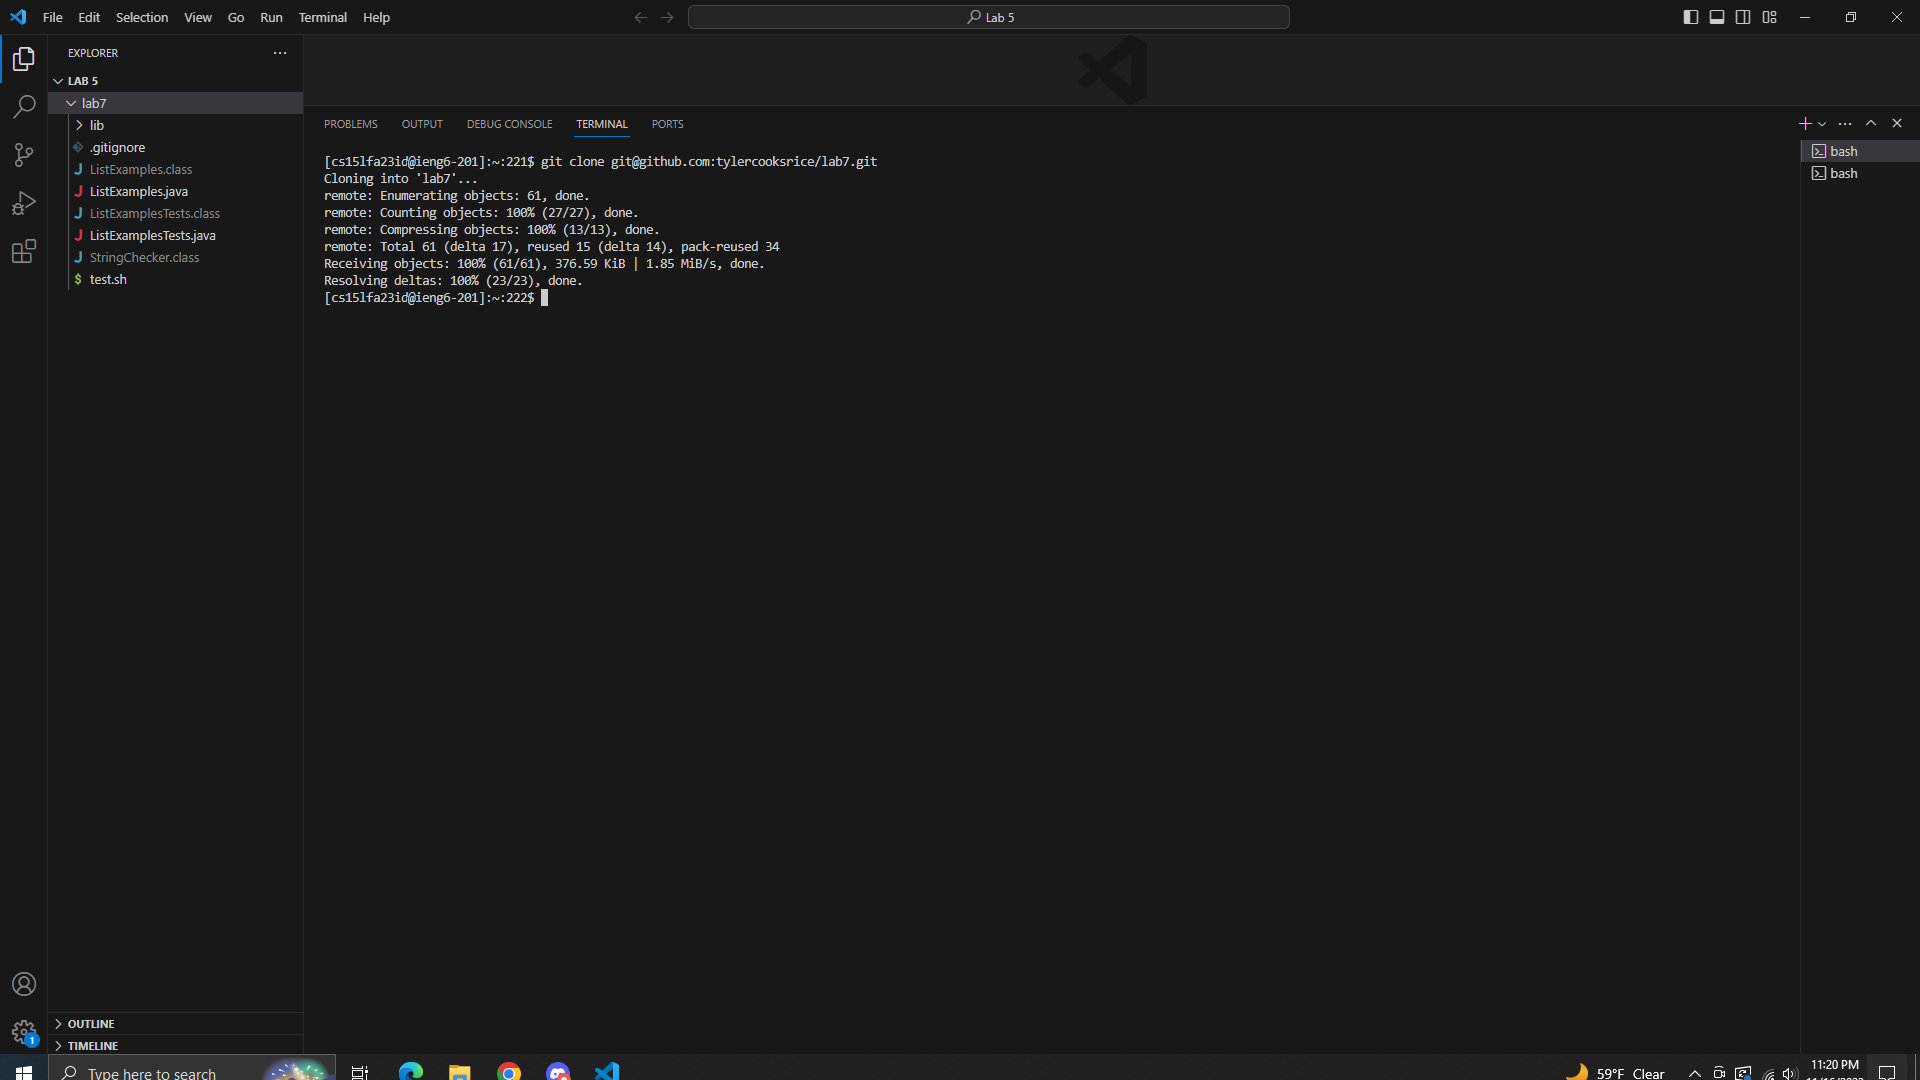 File Edit Selection View Go Run Terminal Help
Lab 5
EXPLORER
LAB 5
lab7
lib
.gitignore
ListExamples.class
ListExamples.java
ListExamplesTests.class
ListExamplesTests.java
StringChecker.class
$ test.sh
OUTLINE
TIMELINE
1
PROBLEMS OUTPUT DEBUG CONSOLE TERMINAL PORTS
[cs15lfa23id@ieng6-201]:~:221$ git clone git@github.com:tylercooksrice/lab7.git
Cloning into 'lab7'...
remote: Enumerating objects: 61, done.
remote: Counting objects: 100% (27/27), done.
remote: Compressing objects: 100% (13/13), done.
remote: Total 61 (delta 17), reused 15 (delta 14), pack-reused 34
Receiving objects: 100% (61/61), 376.59 KiB | 1.85 MiB/s, done.
Resolving deltas: 100% (23/23), done.
[cs15lfa23id@ieng6-201]:~:222$
bash
bash
Type here to search
59°F Clear
11:20 PM